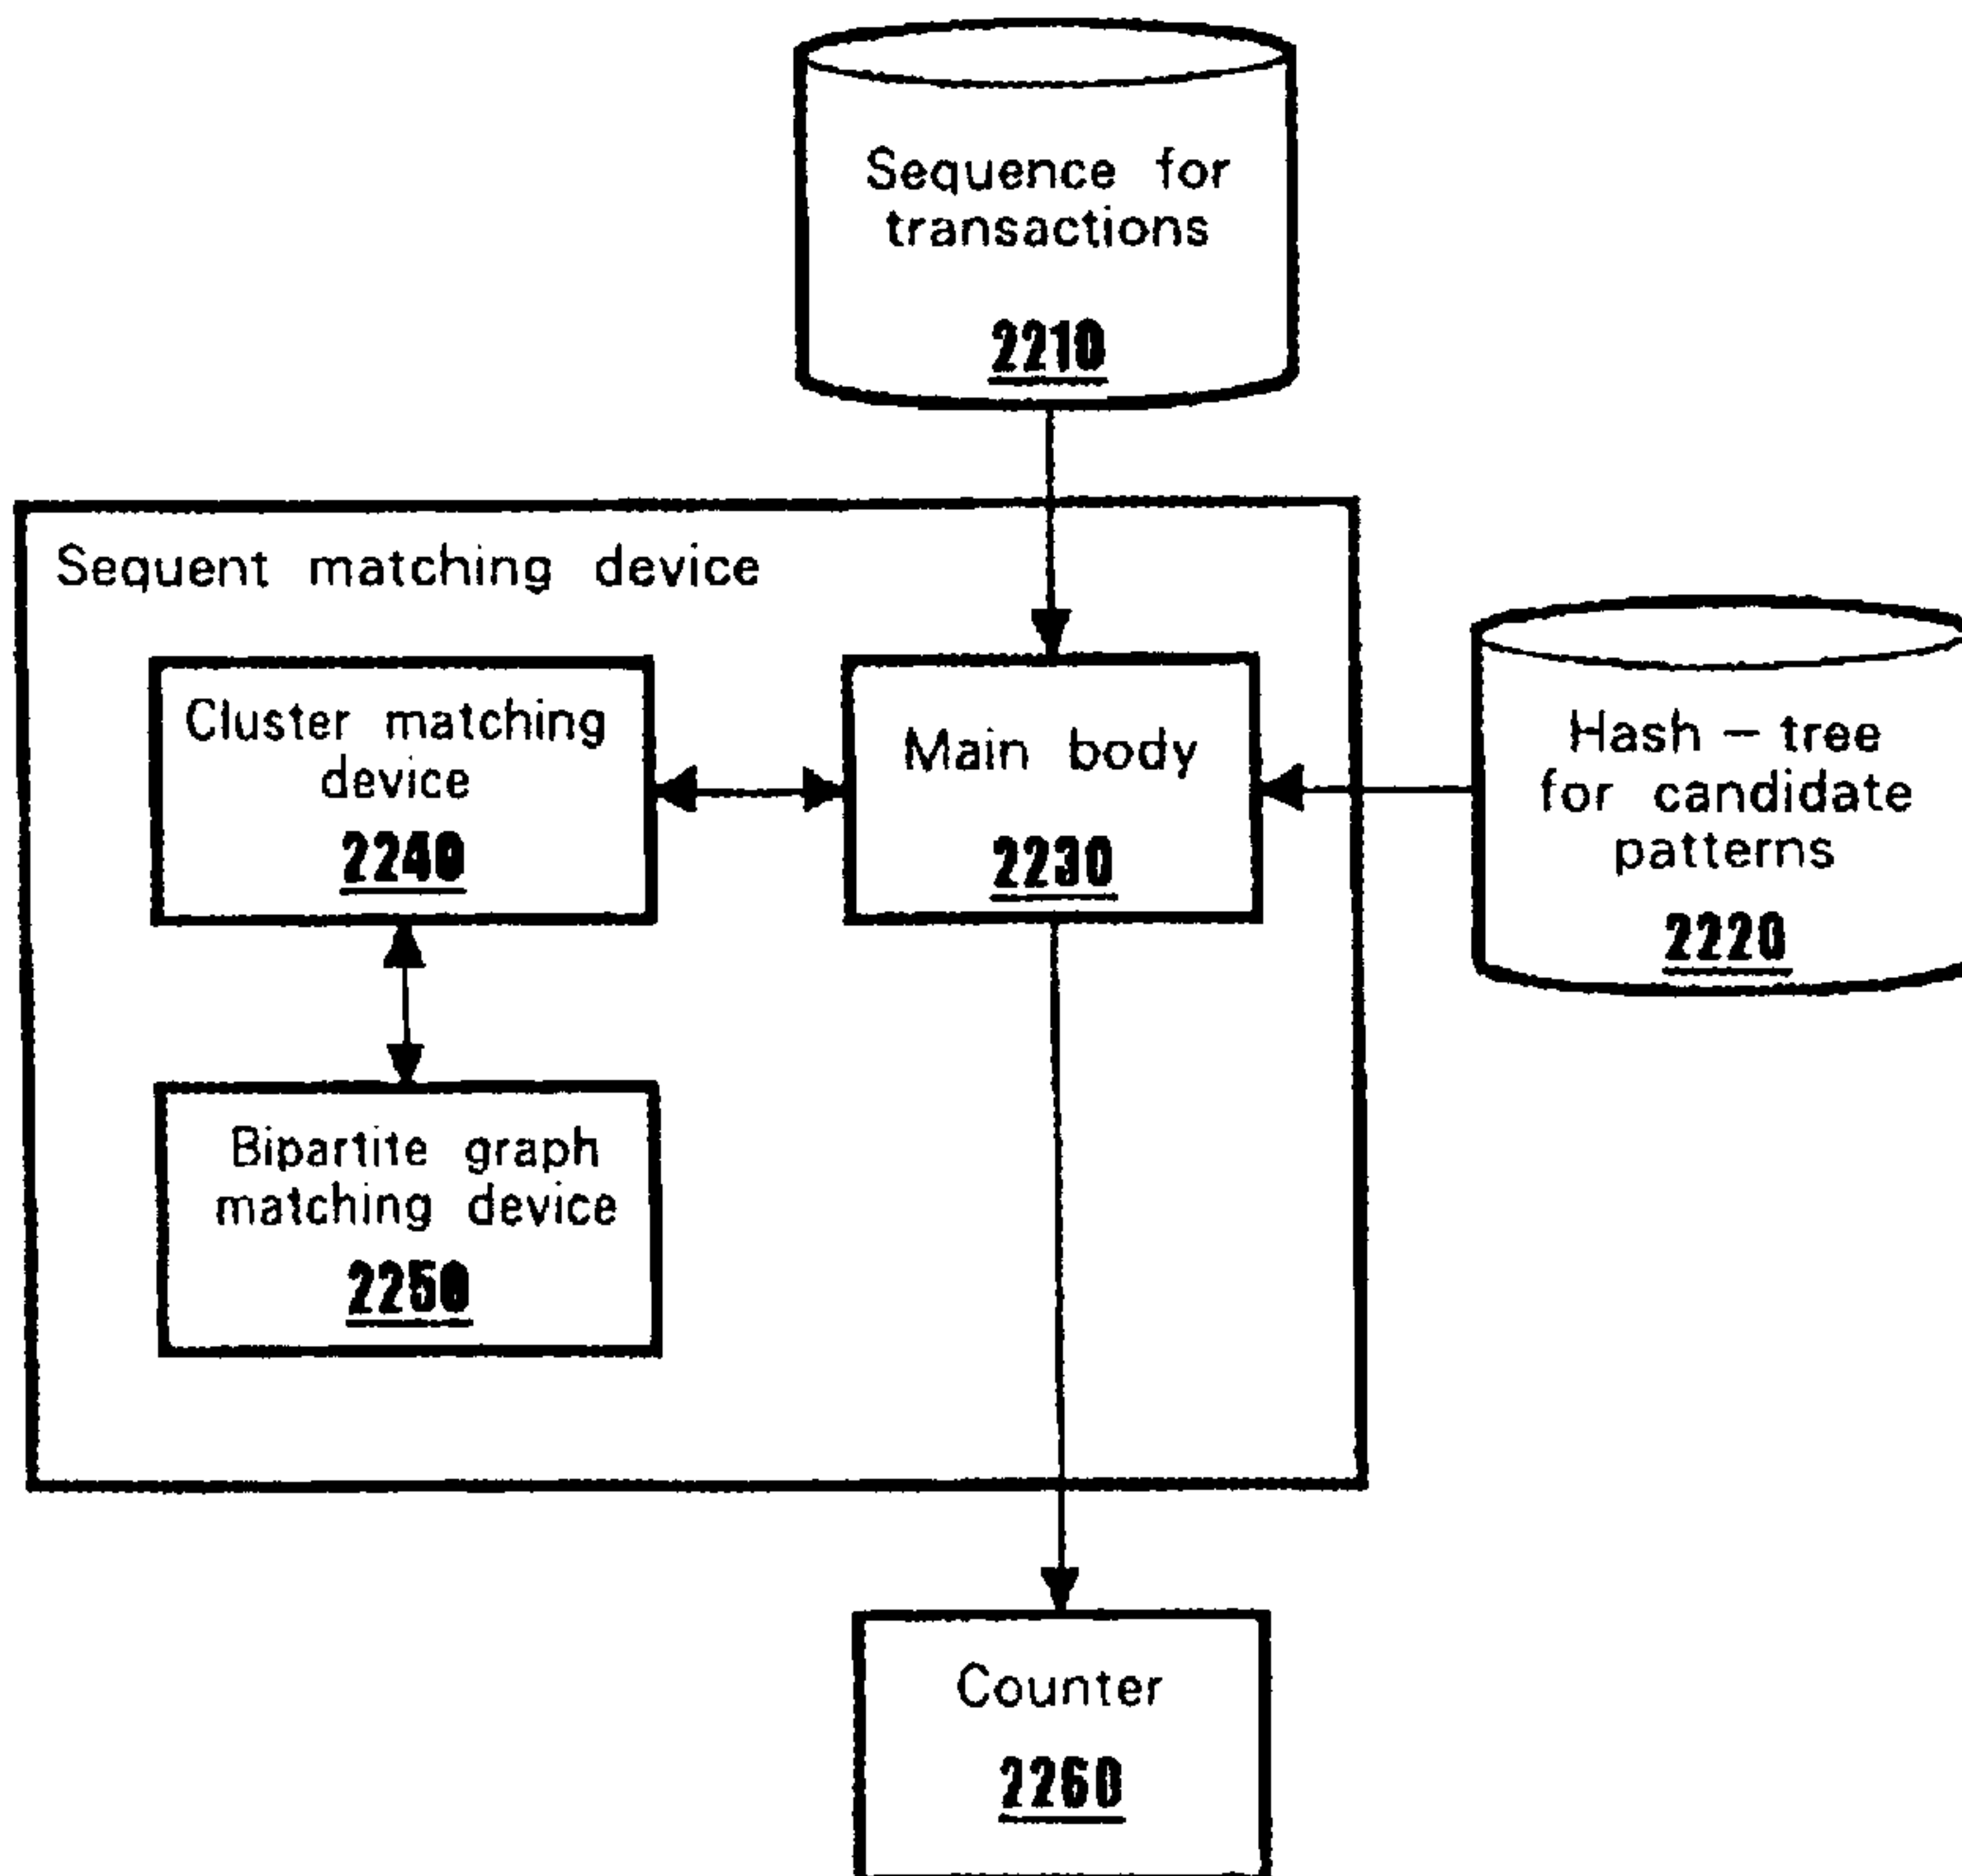 Sequence for
transactions
2210
Sequent matching device
Cluster matching
device
2240
Main body
2230
Hash – tree
for candidate
patterns
2220
Bipartite graph
matching device
2250
Counter
2260